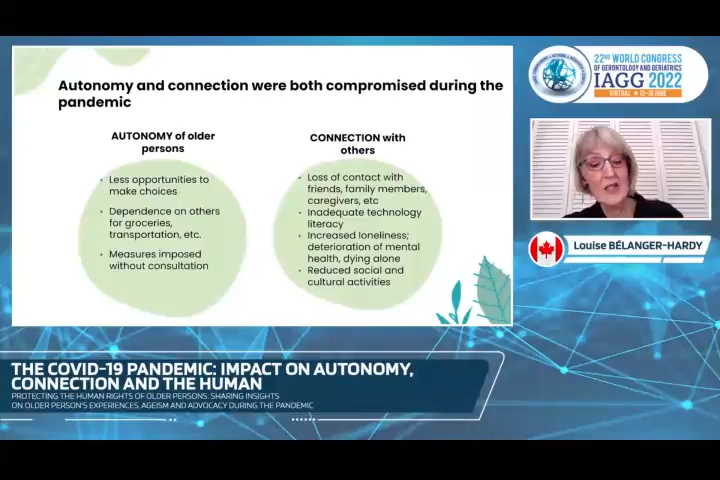 Autonomy and connection were both compromised during the
pandemic
AUTONOMY of older
persons
• Less opportunities to
make choices
• Dependence on others
for groceries,
transportation, etc.
• Measures imposed
without consultation
CONNECTION with
others
• Loss of contact with
friends, family members,
caregivers, etc
• Inadequate technology
literacy
• Increased loneliness;
deterioration of mental
health, dying alone
• Reduced social and
cultural activities
22ND WORLD CONGRESS
OF GERONTOLOGY AND GERIATRICS
IAGG 2022
VIRTUAL ★ 12-16 JUNE
Louise BÉLANGER-HARDY
THE COVID-19 PANDEMIC: IMPACT ON AUTONOMY,
CONNECTION AND THE HUMAN
PROTECTING THE HUMAN RIGHTS OF OLDER PERSONS: SHARING INSIGHTS
ON OLDER PERSON'S EXPERIENCES, AGEISM AND ADVOCACY DURING THE PANDEMIC